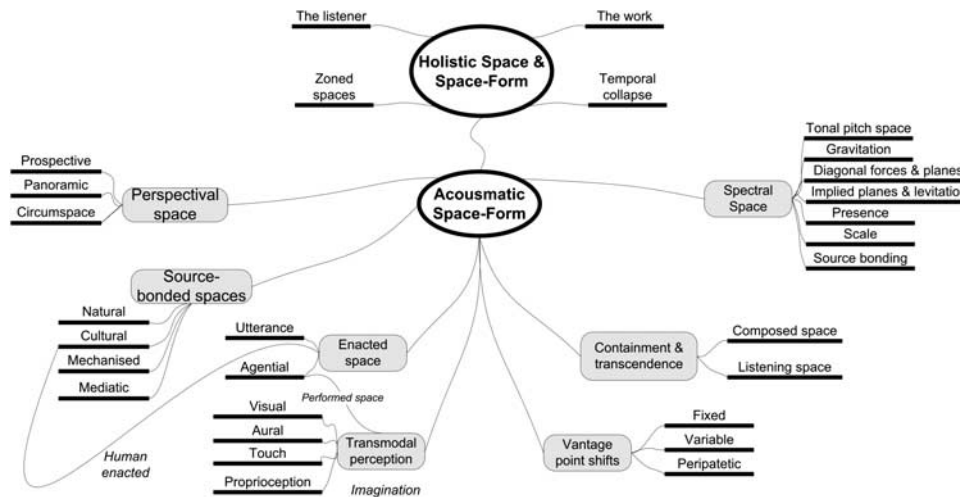 The listener
The work
Holistic Space &
Space-Form
Zoned
spaces
Temporal
collapse
Prospective
Panoramic
Circumspace
Perspectival
space
Acousmatic
Space-Form
Spectral
Space
Tonal pitch space
Gravitation
Diagonal forces & planes
Implied planes & levitatio
Presence
Scale
Source bonding
Source-
bonded spaces
Natural
Cultural
Mechanised
Mediatic
Utterance
Agential
Enacted
space
Performed space
Containment &
transcendence
Composed space
Listening space
Visual
Aural
Touch
Proprioception
Transmodal
perception
Imagination
Human
enacted
Vantage
point shifts
Fixed
Variable
Peripatetic